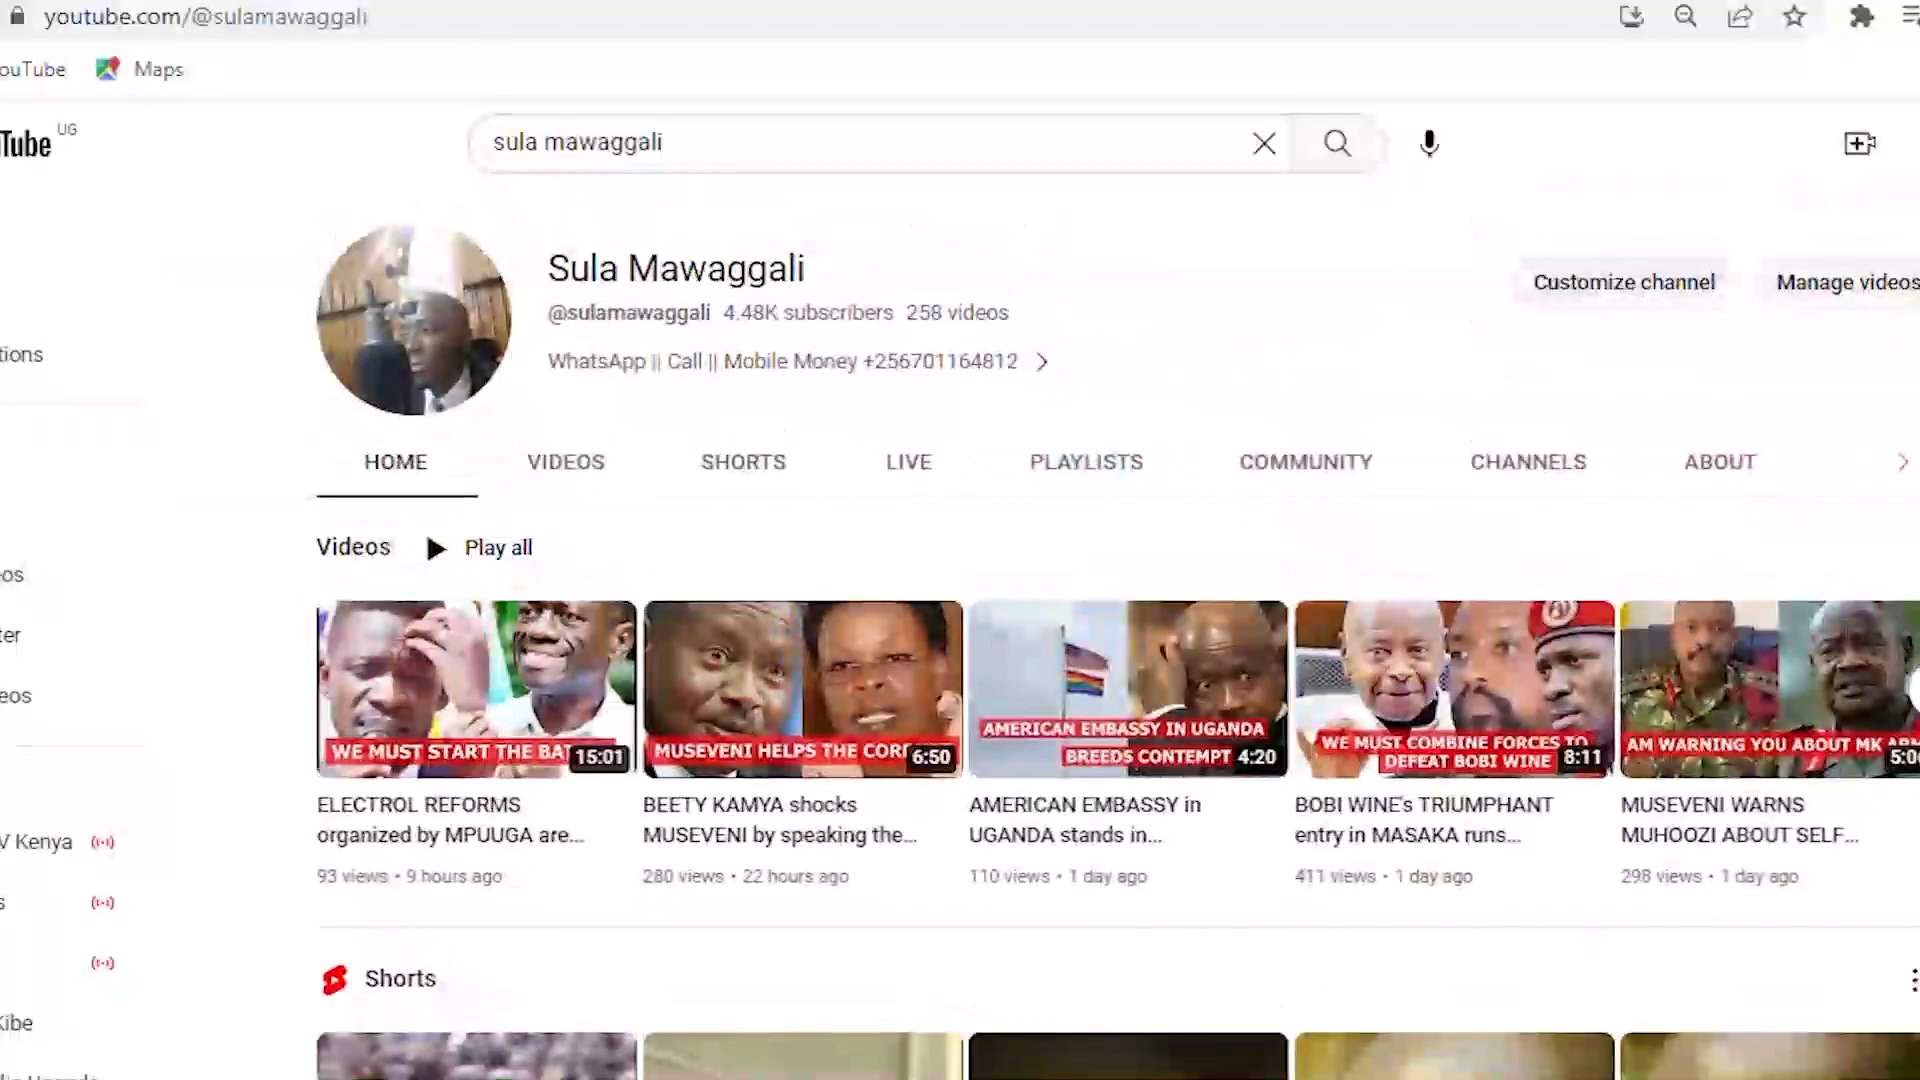 youtube.com/@sulamawaggali
ouTube Maps
Tube UG
sula mawaggali
Sula Mawaggali
@sulamawaggali 4.48K subscribers 258 videos
Customize channel Manage videos
WhatsApp || Call || Mobile Money +256701164812
tions
HOME VIDEOS SHORTS LIVE PLAYLISTS COMMUNITY CHANNELS ABOUT
Videos Play all
eos
ter
eos
WE MUST START THE BAT 15:01
MUSEVENI HELPS THE CORR 6:50
AMERICAN EMBASSY IN UGANDA
BREEDS CONTEMPT 4:20
WE MUST COMBINE FORCES TO
DEFEAT BOBI WINE 8:11
AM WARNING YOU ABOUT MK ARM
5:0
ELECTROL REFORMS
organized by MPUUGA are...
93 views • 9 hours ago
BEETY KAMYA shocks
MUSEVENI by speaking the...
280 views • 22 hours ago
AMERICAN EMBASSY in
UGANDA stands in...
110 views • 1 day ago
BOBI WINE's TRIUMPHANT
entry in MASAKA runs...
411 views • 1 day ago
MUSEVENI WARNS
MUHOOZI ABOUT SELF...
298 views • 1 day ago
V Kenya
s
Shorts
Kibe